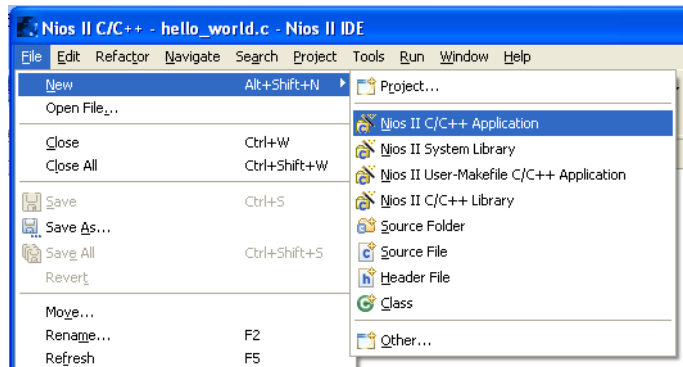 Nios II C/C++ - hello_world.c - Nios II IDE
File Edit Refactor Navigate Search Project Tools Run Window Help
New Alt+Shift+N
Open File...
Close Ctrl+W
Close All Ctrl+Shift+W
Save Ctrl+S
Save As...
Save All Ctrl+Shift+S
Revert
Move...
Rename... F2
Refresh F5
Project...
Nios II C/C++ Application
Nios II System Library
Nios II User-Makefile C/C++ Application
Nios II C/C++ Library
Source Folder
Source File
Header File
Class
Other...